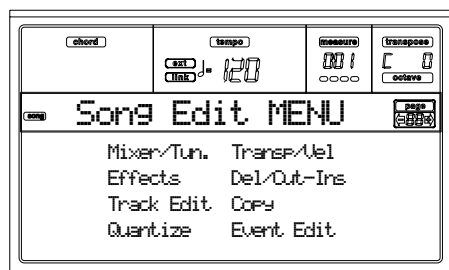 chord tempo measure transpose
ext link ♩= 120 001 C 0
octave
song Song Edit MENU page
Mixer/Tun. Transp/Vel
Effects Del/Cut-Ins
Track Edit Copy
Quantize Event Edit